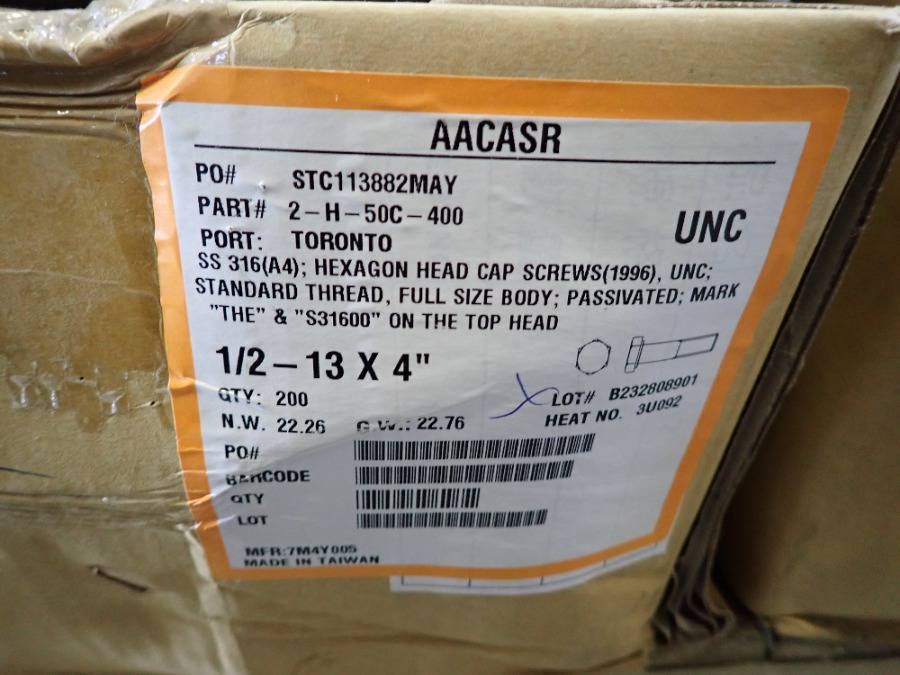 AACASR
PO# STC113882MAY
PART# 2-H-50C-400
UNC
PORT: TORONTO
SS 316(A4); HEXAGON HEAD CAP SCREWS(1996), UNC;
STANDARD THREAD, FULL SIZE BODY; PASSIVATED; MARK
"THE" & "S31600" ON THE TOP HEAD
1/2-13 X 4"
QTY: 200
LOT# B232808901
N.W. 22.26 G.W.: 22.76
HEAT NO. 3U092
PO#
BARCODE
QTY
LOT
MFR:7M4Y005
MADE IN TAIWAN